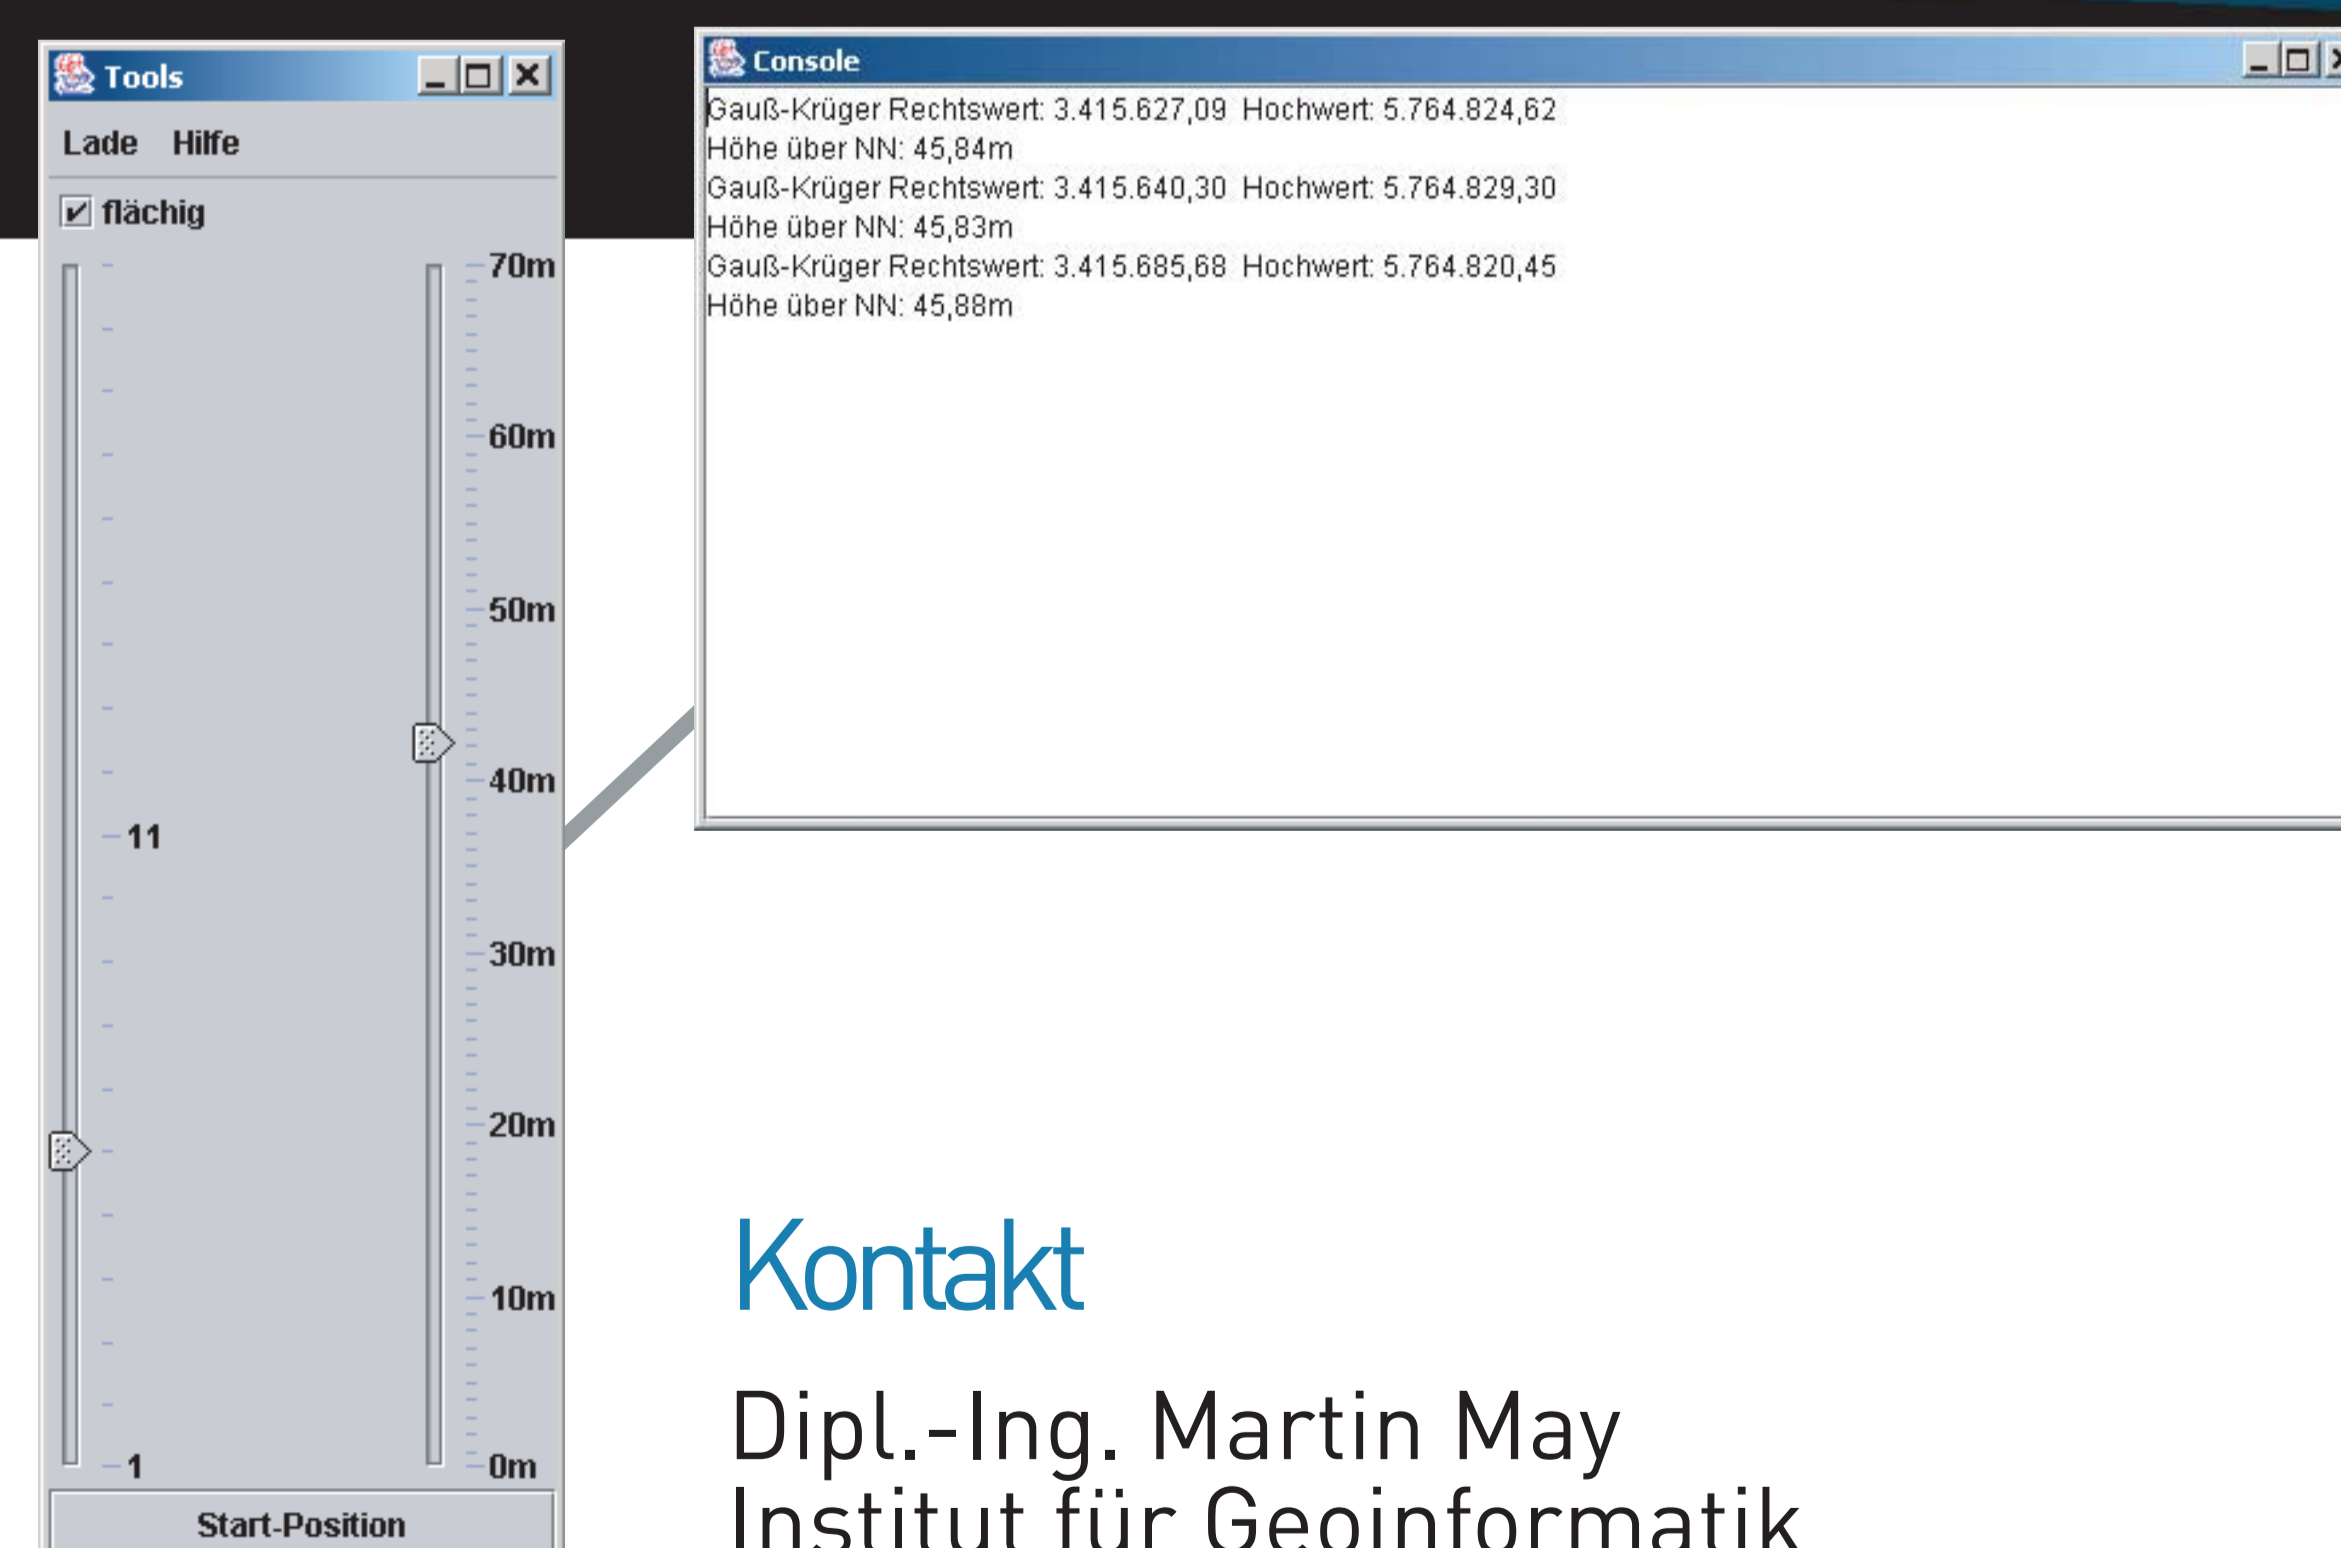 Tools
Lade Hilfe
flächig
70m
60m
50m
40m
11
30m
20m
10m
1
0m
Start-Position
Console
Gauß-Krüger Rechtswert: 3.415.627,09 Hochwert: 5.764.824,62
Höhe über NN: 45,84m
Gauß-Krüger Rechtswert: 3.415.640,30 Hochwert: 5.764.829,30
Höhe über NN: 45,83m
Gauß-Krüger Rechtswert: 3.415.685,68 Hochwert: 5.764.820,45
Höhe über NN: 45,88m
Kontakt
Dipl.-Ing. Martin May
Institut für Geoinformatik